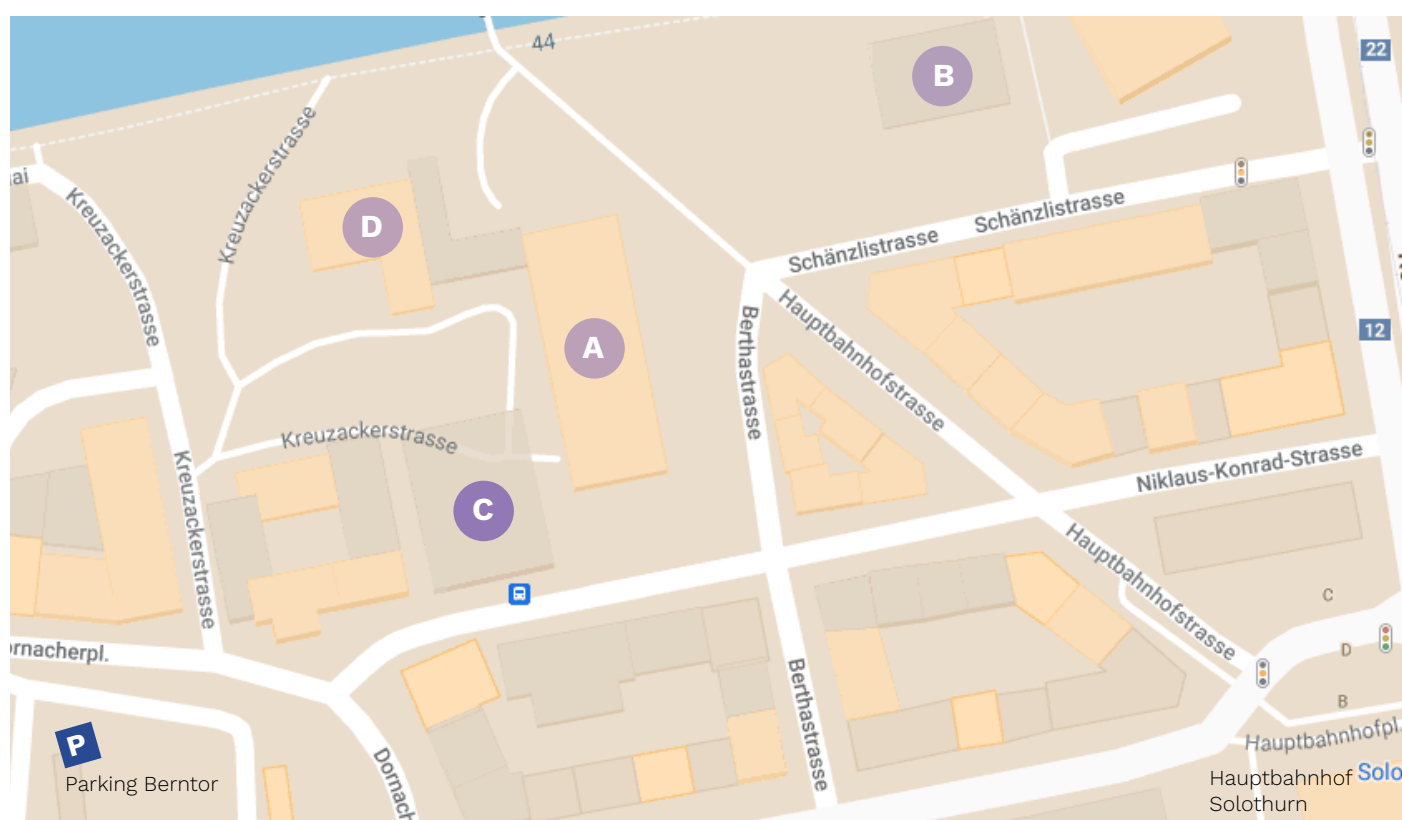 44
B
22
ai
Kreuzackerstrasse
Kreuzackerstrasse
D
Schänzlistrasse
Schänzlistrasse
A
Berthastrasse
Hauptbahnhofstrasse
12
Kreuzackerstrasse
Kreuzackerstrasse
C
Niklaus-Konrad-Strasse
Hauptbahnhofstrasse
C
D
B
rnacherpl.
Berthastrasse
P
Parking Berntor
Dornach
Hauptbahnhofpl.
Hauptbahnhof Solo
Solothurn